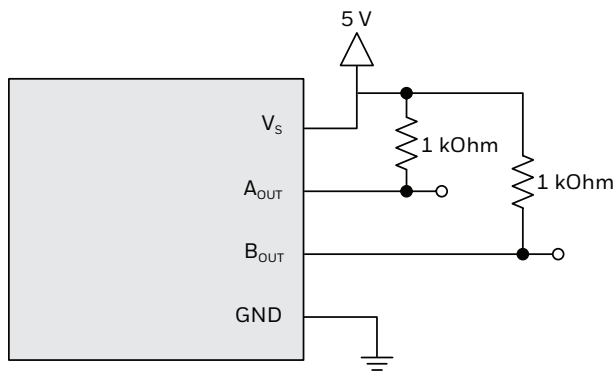 5 V
V_S
1 kOhm
A_OUT
1 kOhm
B_OUT
GND